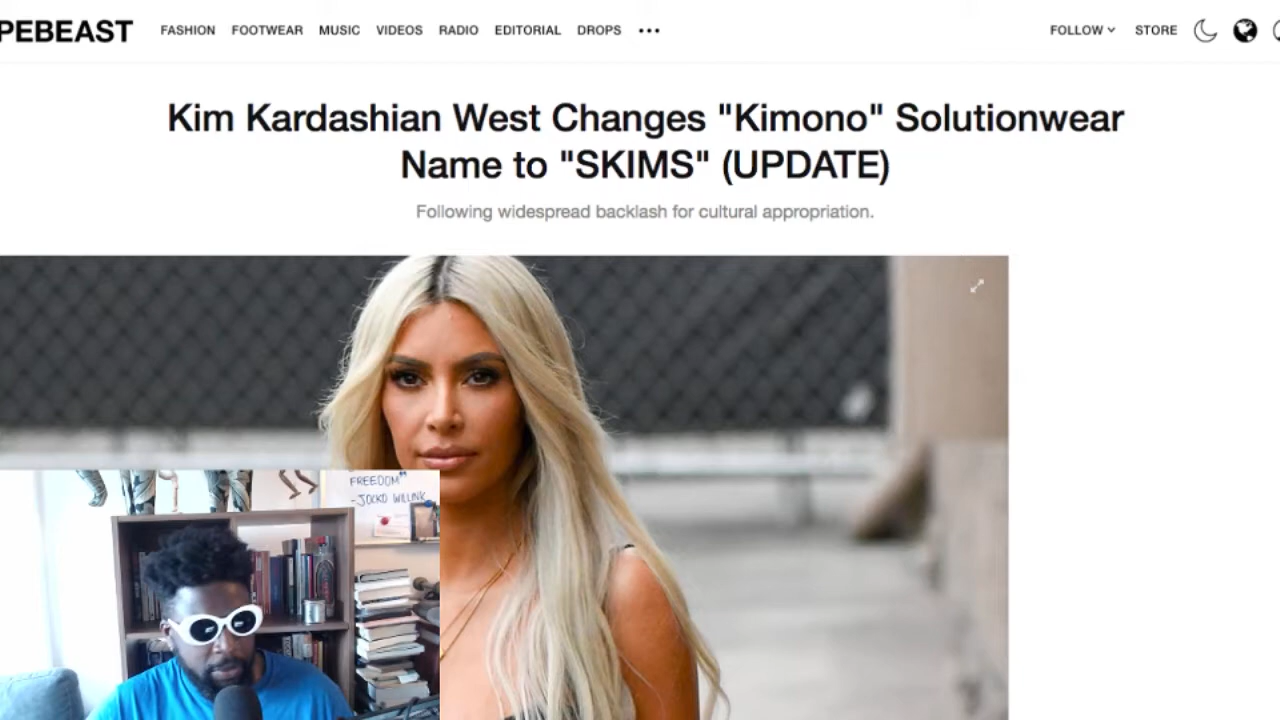 PEBEAST FASHION FOOTWEAR MUSIC VIDEOS RADIO EDITORIAL DROPS ••• FOLLOW STORE
Kim Kardashian West Changes "Kimono" Solutionwear
Name to "SKIMS" (UPDATE)
Following widespread backlash for cultural appropriation.
FREEDOM"
-JOCKO WILLINK